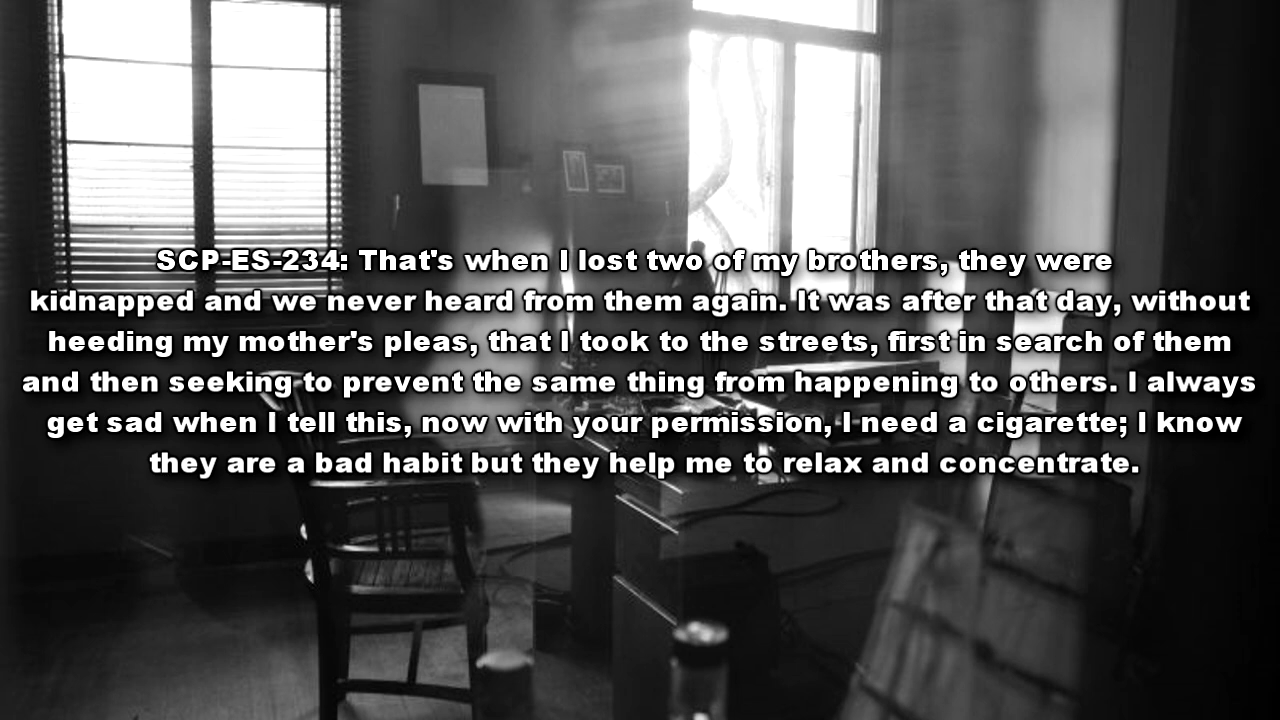 SCP-ES-234: That's when I lost two of my brothers, they were
kidnapped and we never heard from them again. It was after that day, without
heeding my mother's pleas, that I took to the streets, first in search of them
and then seeking to prevent the same thing from happening to others. I always
get sad when I tell this, now with your permission, I need a cigarette; I know
they are a bad habit but they help me to relax and concentrate.